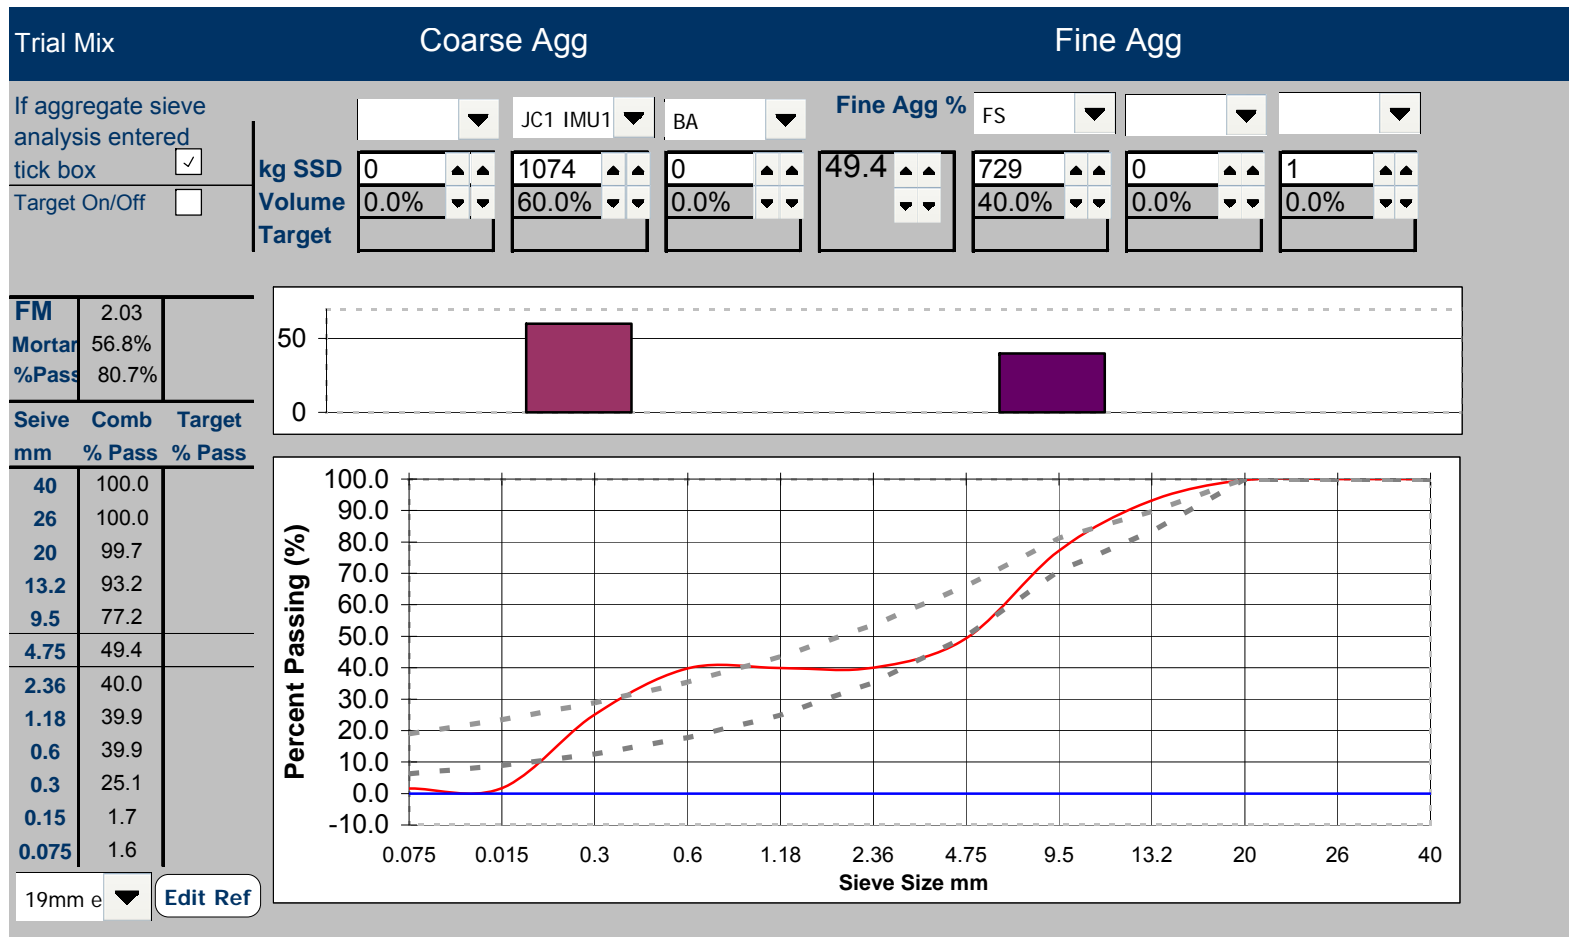 Trial Mix Coarse Agg Fine Agg
If aggregate sieve
analysis entered
tick box
Target On/Off
JC1 IMU1 BA Fine Agg % FS
kg SSD 0 1074 0 49.4 729 0 1
Volume 0.0% 60.0% 0.0% 40.0% 0.0% 0.0%
Target
FM 2.03
Mortar 56.8%
%Pass 80.7%
Seive Comb Target
mm % Pass % Pass
40 100.0
26 100.0
20 99.7
13.2 93.2
9.5 77.2
4.75 49.4
2.36 40.0
1.18 39.9
0.6 39.9
0.3 25.1
0.15 1.7
0.075 1.6
19mm e Edit Ref
50
0
Percent Passing (%)
100.0
90.0
80.0
70.0
60.0
50.0
40.0
30.0
20.0
10.0
0.0
-10.0
0.075 0.015 0.3 0.6 1.18 2.36 4.75 9.5 13.2 20 26 40
Sieve Size mm